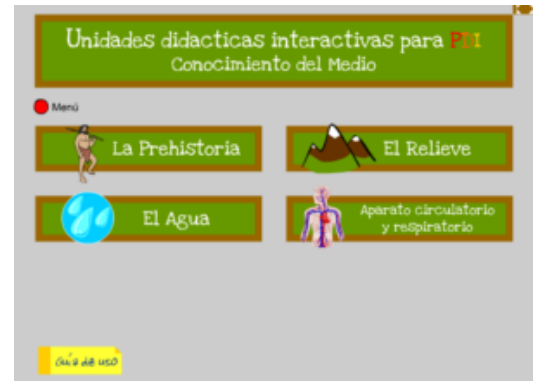 Unidades didacticas interactivas para PDI
Conocimiento del Medio
Menú
La Prehistoria
El Relieve
El Agua
Aparato circulatorio
y respiratorio
Guía de uso